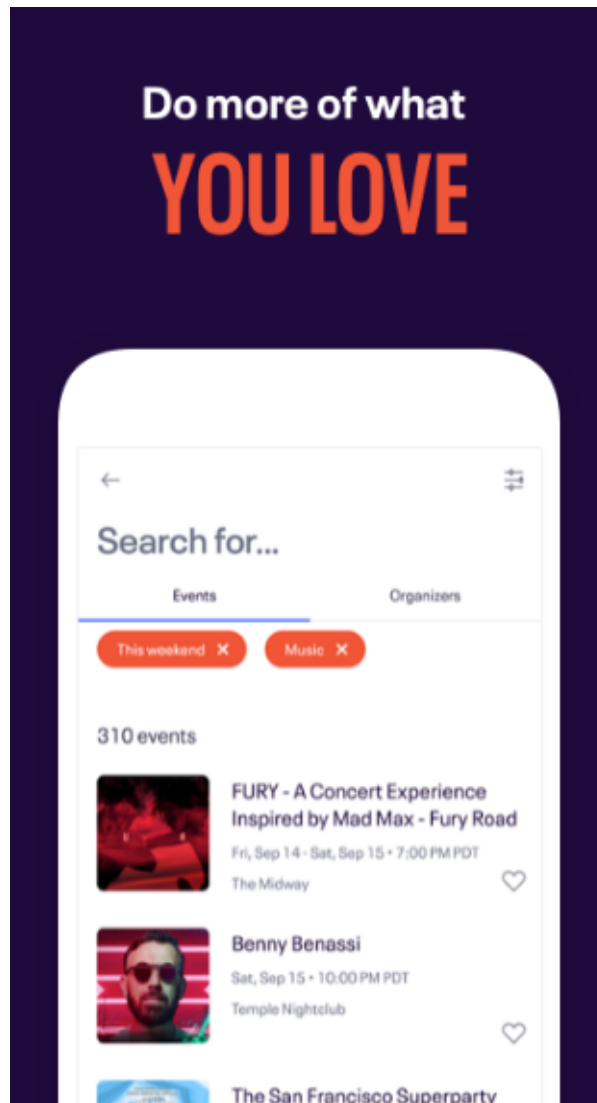 Do more of what
YOU LOVE
Search for...
Events
Organizers
This weekend ×
Music ×
310 events
FURY - A Concert Experience
Inspired by Mad Max - Fury Road
Fri, Sep 14 - Sat, Sep 15 • 7:00 PM PDT
The Midway
Benny Benassi
Sat, Sep 15 • 10:00 PM PDT
Temple Nightclub
The San Francisco Superparty